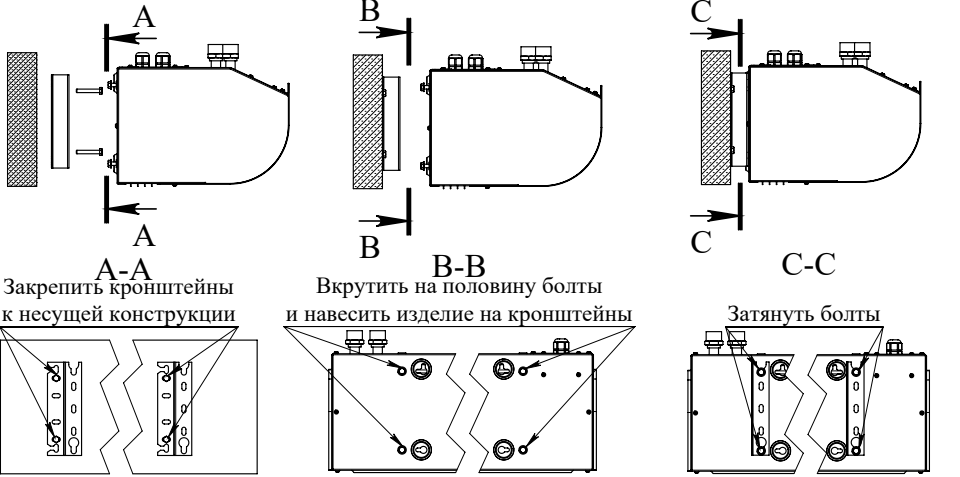 A
B
C
A
B
C
A-A
B-B
C-C
Закрепить кронштейны
к несущей конструкции
Вкрутить на половину болты
и навесить изделие на кронштейны
Затянуть болты